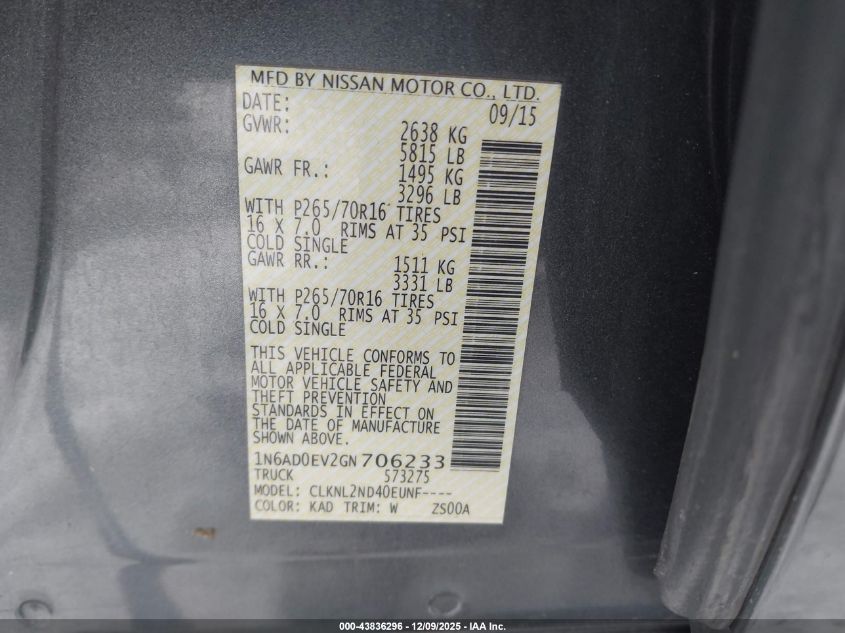 MFD BY NISSAN MOTOR CO., LTD.
DATE: 09/15
GVWR: 2638 KG
5815 LB
GAWR FR.: 1495 KG
3296 LB
WITH P265/70R16 TIRES
16 X 7.0 RIMS AT 35 PSI
COLD SINGLE
GAWR RR.: 1511 KG
3331 LB
WITH P265/70R16 TIRES
16 X 7.0 RIMS AT 35 PSI
COLD SINGLE
THIS VEHICLE CONFORMS TO
ALL APPLICABLE FEDERAL
MOTOR VEHICLE SAFETY AND
THEFT PREVENTION
STANDARDS IN EFFECT ON
THE DATE OF MANUFACTURE
SHOWN ABOVE.
1N6AD0EV2GN706233
TRUCK 573275
MODEL: CLKNL2ND40EUNF----
COLOR: KAD TRIM: W ZS00A
000-43836296 - 12/09/2025 - IAA Inc.